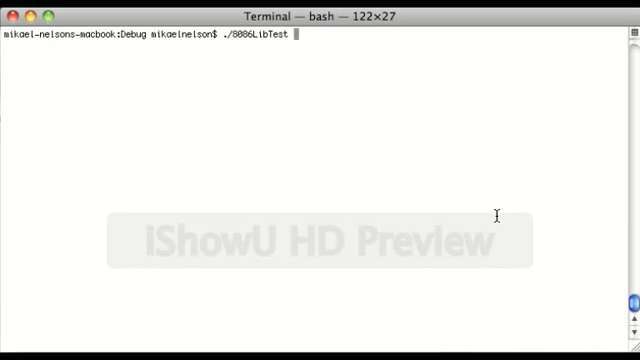 Terminal — bash — 122×27
mikael-nelsons-macbook:Debug mikaelnelson$ ./8086LibTest
iShowU HD Preview